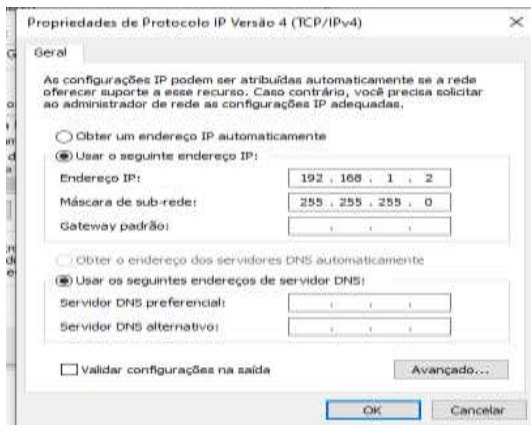 Propriedades de Protocolo IP Versão 4 (TCP/IPv4)
Geral
As configurações IP podem ser atribuídas automaticamente se a rede
oferecer suporte a esse recurso. Caso contrário, você precisa solicitar
ao administrador de rede as configurações IP adequadas.
Obter um endereço IP automaticamente
Usar o seguinte endereço IP:
Endereço IP: 192 . 168 . 1 . 2
Máscara de sub-rede: 255 . 255 . 255 . 0
Gateway padrão: . . .
Obter o endereço dos servidores DNS automaticamente
Usar os seguintes endereços de servidor DNS:
Servidor DNS preferencial: . . .
Servidor DNS alternativo: . . .
Validar configurações na saída
Avançado...
OK Cancelar